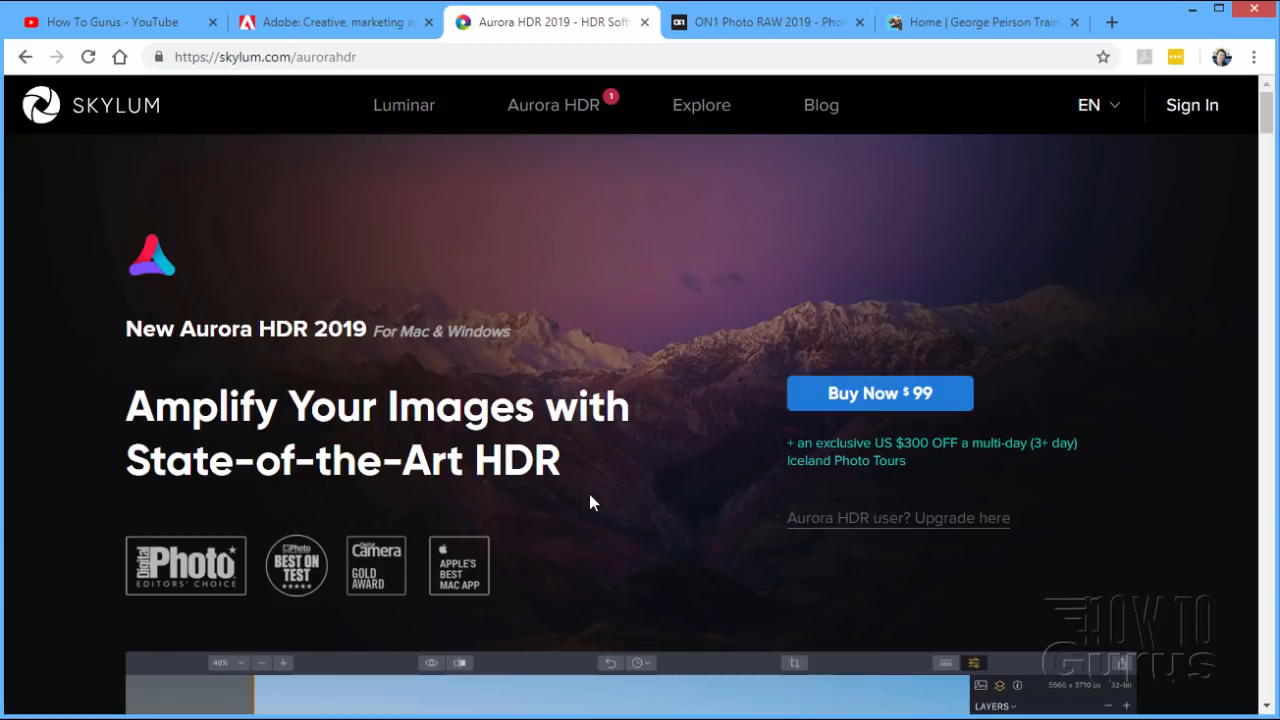 How To Gurus - YouTube
Adobe: Creative, marketing a
Aurora HDR 2019 - HDR Soft
ON1 Photo RAW 2019 - Pho
Home | George Peirson Train
https://skylum.com/aurorahdr
SKYLUM
Luminar
Aurora HDR
1
Explore
Blog
EN
Sign In
New Aurora HDR 2019 For Mac & Windows
Amplify Your Images with
State-of-the-Art HDR
Buy Now $ 99
+ an exclusive US $300 OFF a multi-day (3+ day)
Iceland Photo Tours
Aurora HDR user? Upgrade here
Digital Photo
EDITORS' CHOICE
BEST ON
TEST
Digital
Camera
GOLD
AWARD
APPLE'S
BEST
MAC APP
HOW TO
Gurus
48%
5566 x 3710 px
32-bit
LAYERS